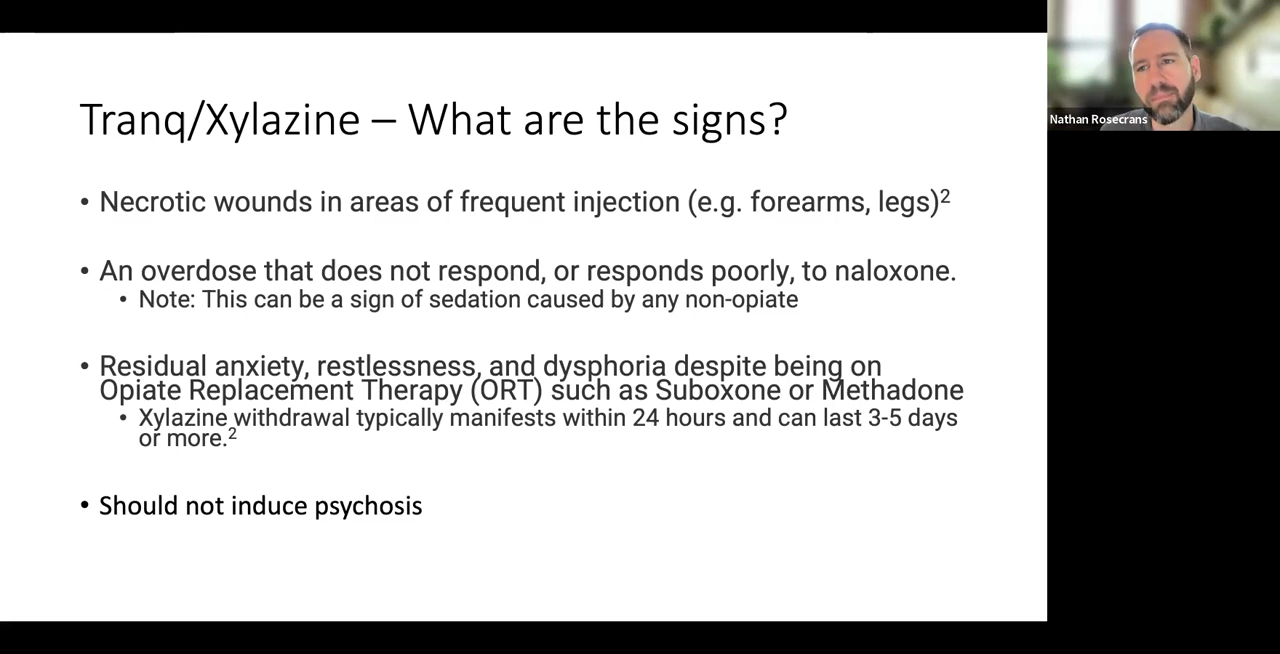 Tranq/Xylazine – What are the signs?
• Necrotic wounds in areas of frequent injection (e.g. forearms, legs)2
• An overdose that does not respond, or responds poorly, to naloxone.
• Note: This can be a sign of sedation caused by any non-opiate
• Residual anxiety, restlessness, and dysphoria despite being on
Opiate Replacement Therapy (ORT) such as Suboxone or Methadone
• Xylazine withdrawal typically manifests within 24 hours and can last 3-5 days
or more.2
• Should not induce psychosis
Nathan Rosecrans